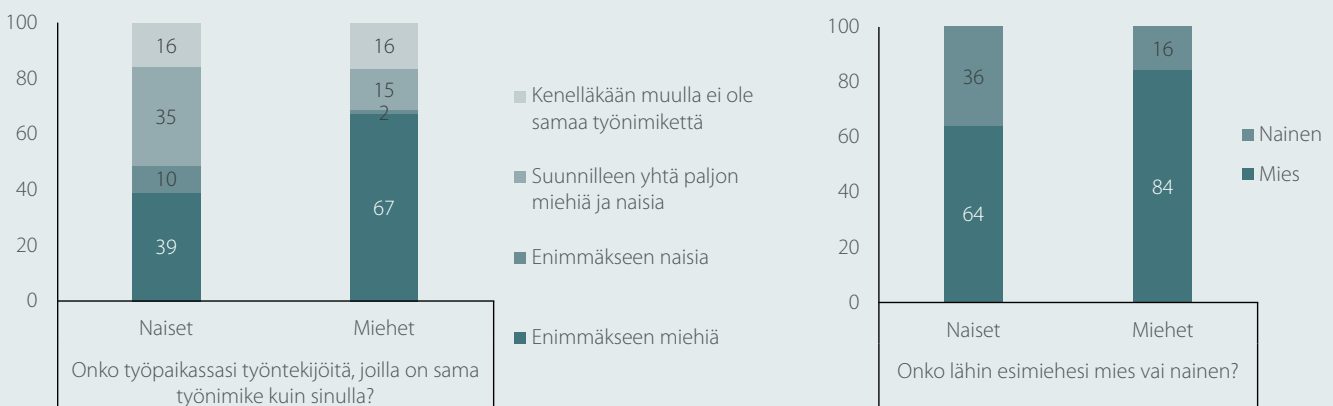 100
80
60
40
20
0
16
35
10
39
16
15
2
67
Naiset
Miehet
Onko työpaikassasi työntekijöitä, joilla on sama
työnimike kuin sinulla?
Kenelläkään muulla ei ole
samaa työnimikettä
Suunnilleen yhtä paljon
miehiä ja naisia
Enimmäkseen naisia
Enimmäkseen miehiä
100
80
60
40
20
0
36
64
16
84
Naiset
Miehet
Onko lähin esimiehesi mies vai nainen?
Nainen
Mies